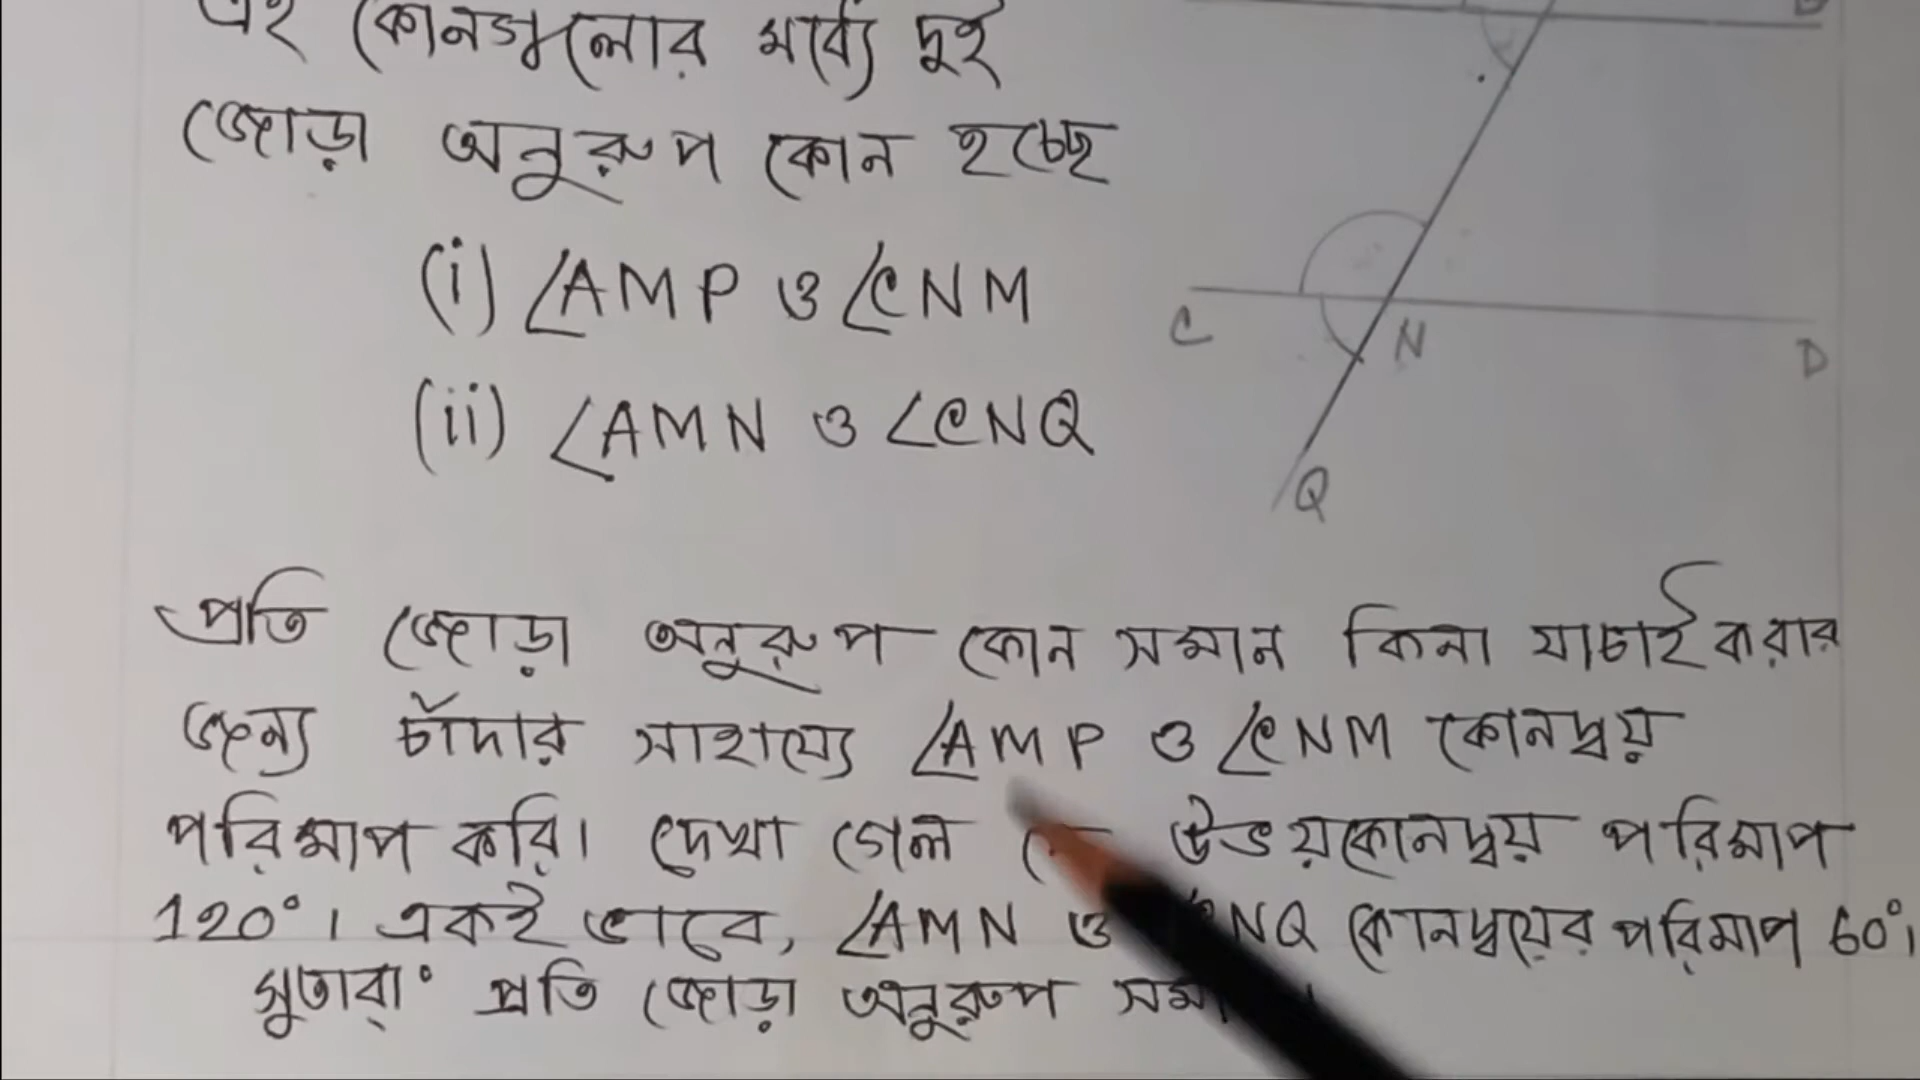 এই কোনগুলোর মধ্যে দুই
জোড়া অনুরুপ কোন হচ্ছে
(i) ∠AMP ও ∠CNM
(ii) ∠AMN ও ∠CNQ
C
N
D
Q
প্রতি জোড়া অনুরুপ কোন সমান কিনা যাচাই করার
জন্য চাঁদার সাহায্যে ∠AMP ও ∠CNM কোনদ্বয়
পরিমাপ করি। দেখা গেল উভয়কোনদ্বয় পরিমাপ
120°। একই ভাবে, ∠AMN ও NQ কোনদ্বয়ের পরিমাপ 60°।
সুতারাং প্রতি জোড়া অনুরুপ